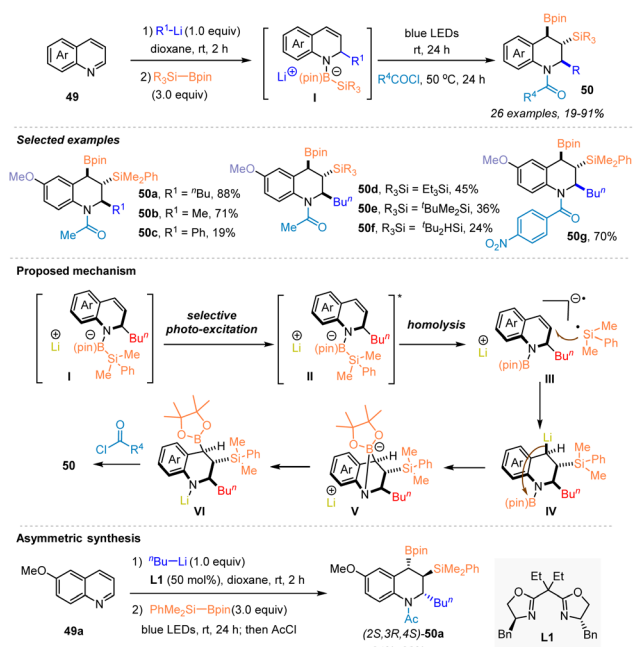 1) R¹-Li (1.0 equiv)
dioxane, rt, 2 h
2) R₃Si−Bpin
(3.0 equiv)
Ar
N
49
Ar
N
R¹
Li⊕ (pin)B ⊖
SiR₃
I
blue LEDs
rt, 24 h
R⁴COCl, 50 ºC, 24 h
Bpin
SiR₃
Ar
N
R
R⁴
O
50
26 examples, 19-91%
Selected examples
Bpin
MeO
SiMe₂Ph
N
R¹
Me
O
50a, R¹ = ⁿBu, 88%
50b, R¹ = Me, 71%
50c, R¹ = Ph, 19%
Bpin
MeO
SiR₃
N
Buⁿ
Me
O
50d, R₃Si = Et₃Si, 45%
50e, R₃Si = ᵗBuMe₂Si, 36%
50f, R₃Si = ᵗBu₂HSi, 24%
Bpin
MeO
SiMe₂Ph
N
Buⁿ
O
O₂N
50g, 70%
Proposed mechanism
Ar
N
Buⁿ
⊕
Li
⊖
(pin)B
Si
Me
Me
Ph
I
selective
photo-excitation
*
Ar
N
Buⁿ
⊕
Li
⊖
(pin)B
Si
Me
Me
Ph
II
homolysis
⊖•
Ar
N
Buⁿ
⊕
Li
(pin)B
•
Me
Si
Me
Ph
III
Li
H
Ar
Me
Si
Ph
Me
N
Buⁿ
(pin)B
IV
O
O
B
⊖
H
Ar
Me
Si
Ph
Me
N
Buⁿ
⊕
Li
V
O
O
B
H
Ar
Me
Si
Ph
Me
N
Buⁿ
Li
VI
O
Cl
R⁴
50
Asymmetric synthesis
MeO
N
49a
1) ⁿBu−Li (1.0 equiv)
L1 (50 mol%), dioxane, rt, 2 h
2) PhMe₂Si−Bpin(3.0 equiv)
blue LEDs, rt, 24 h; then AcCl
Bpin
MeO
SiMe₂Ph
N
Buⁿ
Ac
(2S,3R,4S)-50a
Et
Et
O
O
N
N
Bn
Bn
L1